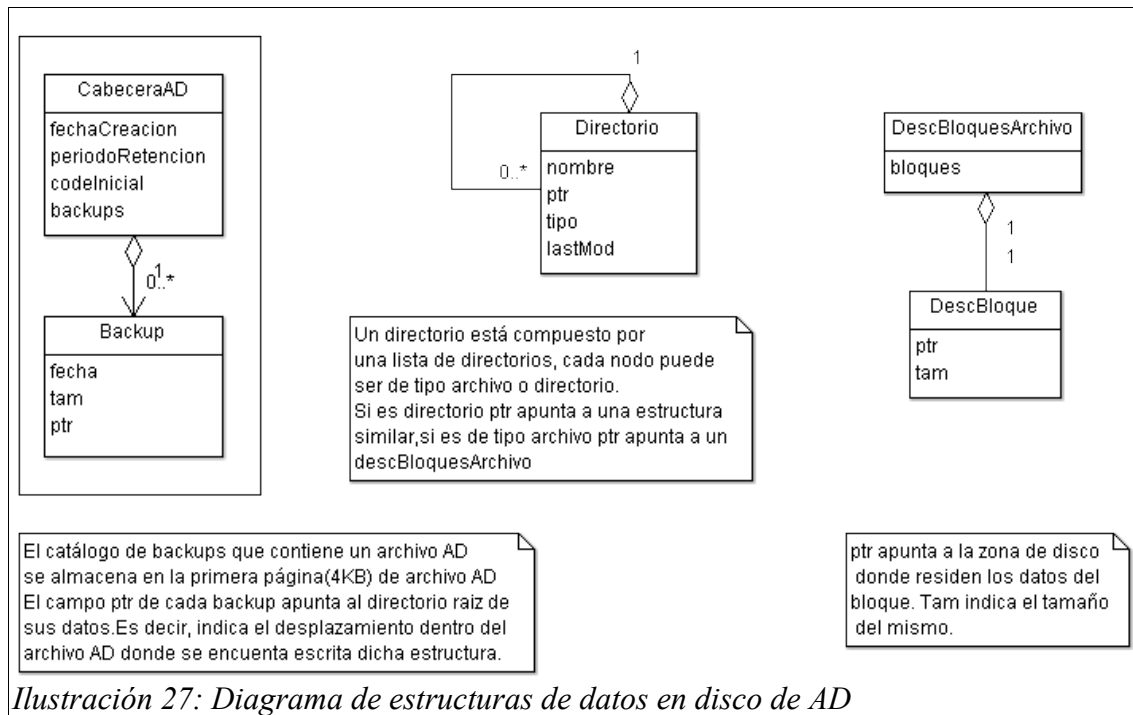 CabeceraAD
fechaCreacion
periodoRetencion
codeInicial
backups
1
0..*
Backup
fecha
tam
ptr
1
Directorio
nombre
ptr
tipo
lastMod
0..*
DescBloquesArchivo
bloques
1
1
DescBloque
ptr
tam
Un directorio está compuesto por
una lista de directorios, cada nodo puede
ser de tipo archivo o directorio.
Si es directorio ptr apunta a una estructura
similar,si es de tipo archivo ptr apunta a un
descBloquesArchivo
El catálogo de backups que contiene un archivo AD
se almacena en la primera página(4KB) de archivo AD
El campo ptr de cada backup apunta al directorio raiz de
sus datos.Es decir, indica el desplazamiento dentro del
archivo AD donde se encuenta escrita dicha estructura.
ptr apunta a la zona de disco
donde residen los datos del
bloque. Tam indica el tamaño
del mismo.
Ilustración 27: Diagrama de estructuras de datos en disco de AD